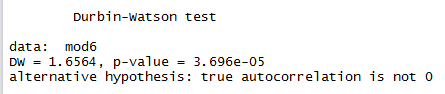 Durbin-Watson test
data:  mod6
DW = 1.6564, p-value = 3.696e-05
alternative hypothesis: true autocorrelation is not 0